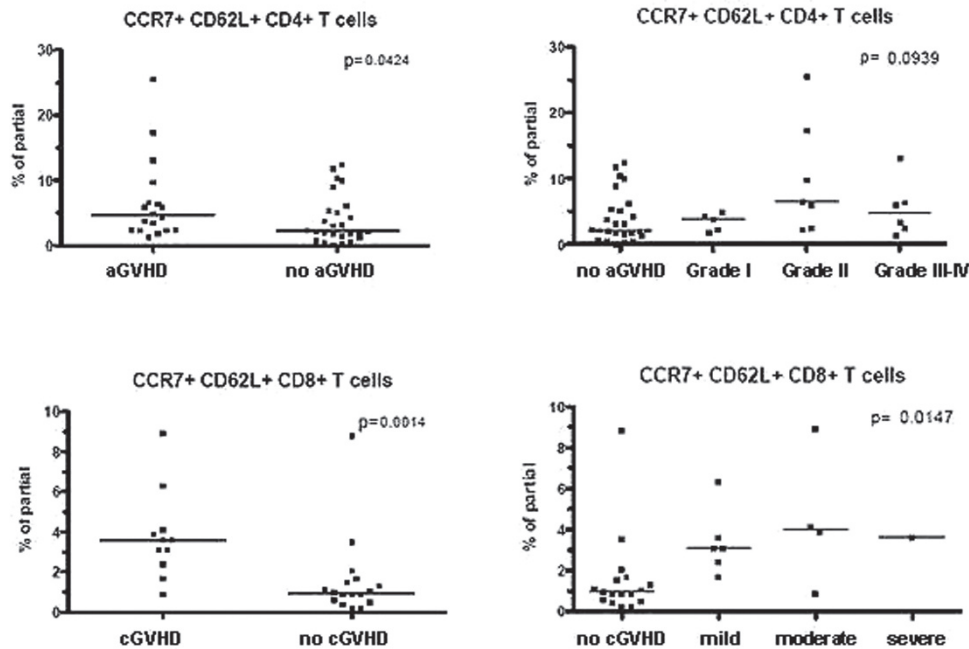 CCR7+ CD62L+ CD4+ T cells
p=0.0424
% of partial
30
20
10
0
aGVHD
no aGVHD
CCR7+ CD62L+ CD4+ T cells
p= 0.0939
% of partial
30
20
10
0
no aGVHD
Grade I
Grade II
Grade III-IV
CCR7+ CD62L+ CD8+ T cells
p=0.0014
% of partial
10
8
6
4
2
0
cGVHD
no cGVHD
CCR7+ CD62L+ CD8+ T cells
p= 0.0147
% of partial
10
8
6
4
2
0
no cGVHD
mild
moderate
severe